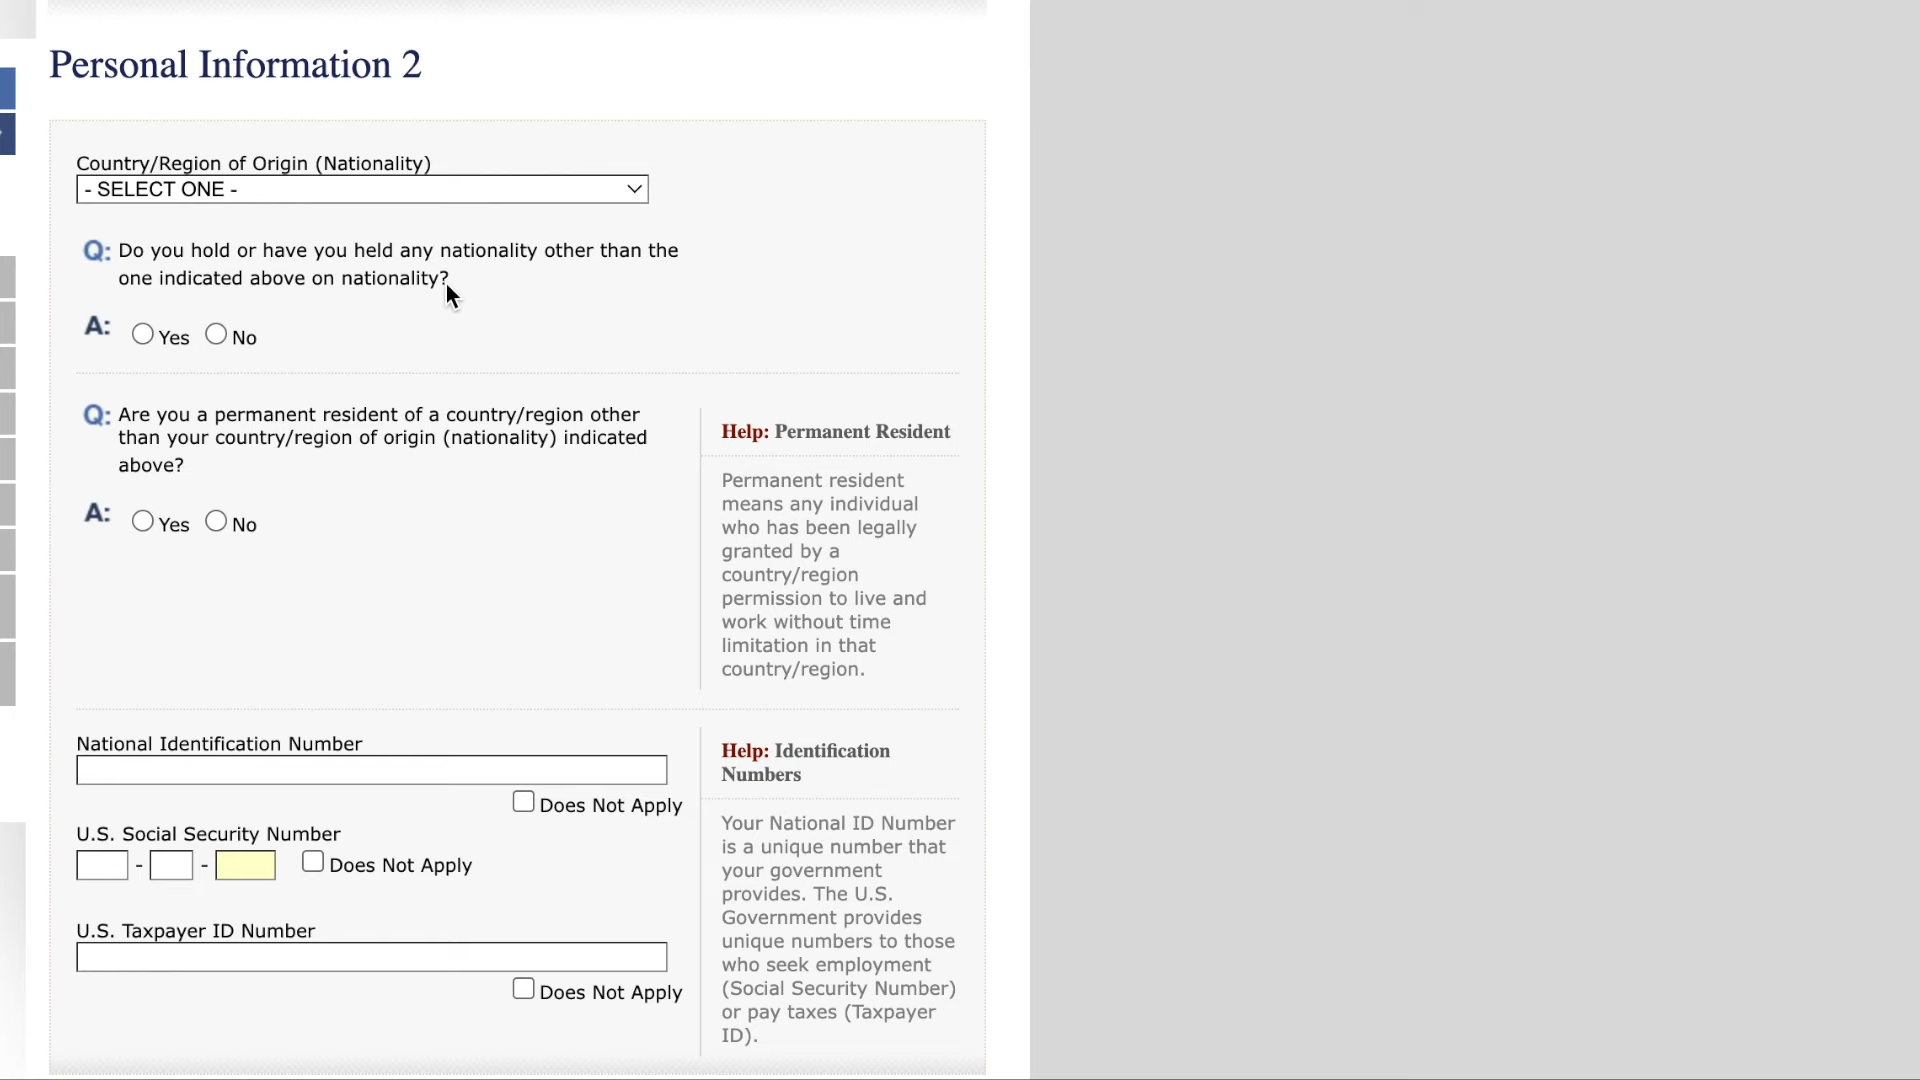 Personal Information 2
Country/Region of Origin (Nationality)
- SELECT ONE -
Q: Do you hold or have you held any nationality other than the
one indicated above on nationality?
A: Yes No
Q: Are you a permanent resident of a country/region other
than your country/region of origin (nationality) indicated
above?
A: Yes No
Help: Permanent Resident
Permanent resident
means any individual
who has been legally
granted by a
country/region
permission to live and
work without time
limitation in that
country/region.
National Identification Number
Does Not Apply
U.S. Social Security Number
- - Does Not Apply
U.S. Taxpayer ID Number
Does Not Apply
Help: Identification
Numbers
Your National ID Number
is a unique number that
your government
provides. The U.S.
Government provides
unique numbers to those
who seek employment
(Social Security Number)
or pay taxes (Taxpayer
ID).